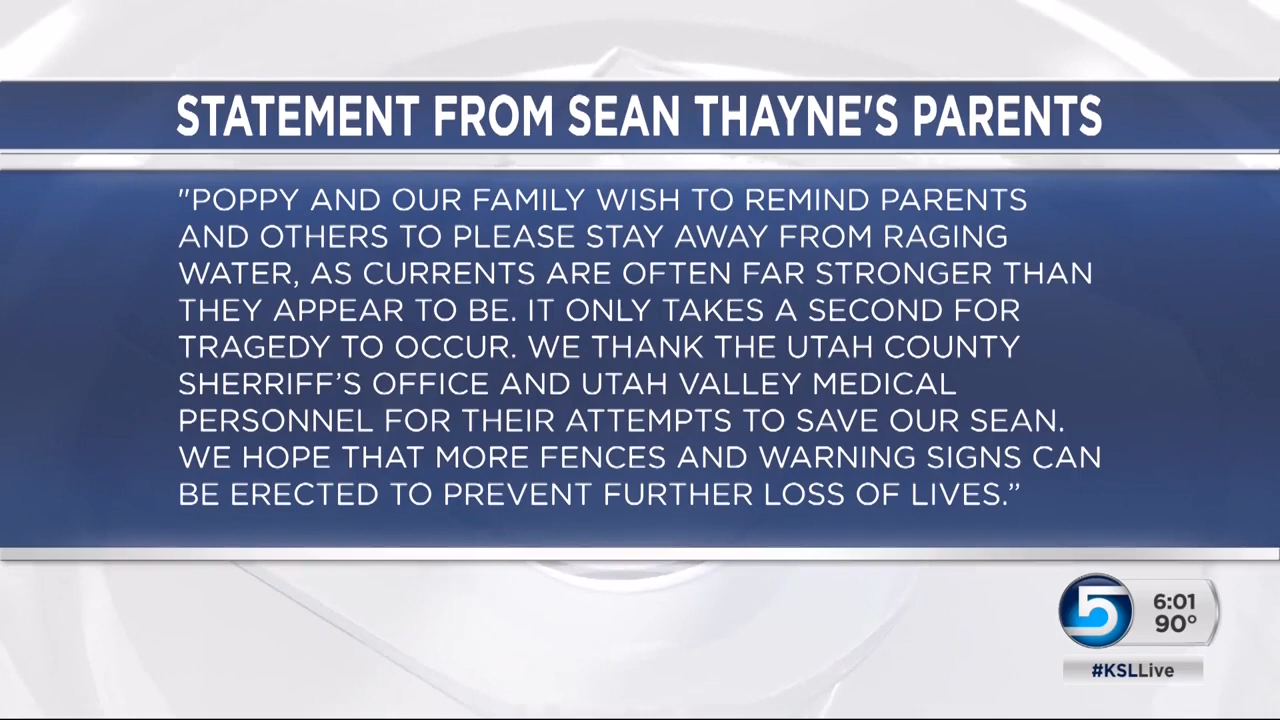 STATEMENT FROM SEAN THAYNE'S PARENTS
"POPPY AND OUR FAMILY WISH TO REMIND PARENTS
AND OTHERS TO PLEASE STAY AWAY FROM RAGING
WATER, AS CURRENTS ARE OFTEN FAR STRONGER THAN
THEY APPEAR TO BE. IT ONLY TAKES A SECOND FOR
TRAGEDY TO OCCUR. WE THANK THE UTAH COUNTY
SHERRIFF’S OFFICE AND UTAH VALLEY MEDICAL
PERSONNEL FOR THEIR ATTEMPTS TO SAVE OUR SEAN.
WE HOPE THAT MORE FENCES AND WARNING SIGNS CAN
BE ERECTED TO PREVENT FURTHER LOSS OF LIVES.”
5
6:01
90°
#KSLLive